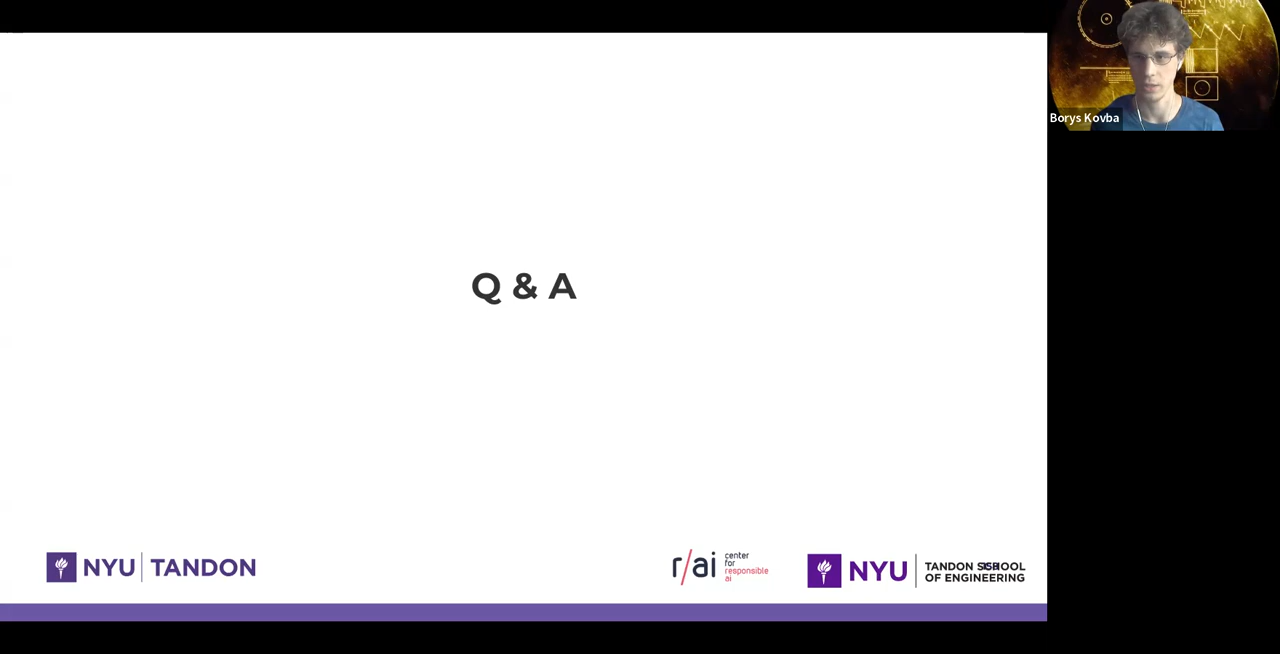 Borys Kovba
Q & A
NYU | TANDON
r/ai
center
for
responsible
ai
NYU
TANDON SCHOOL
OF ENGINEERING